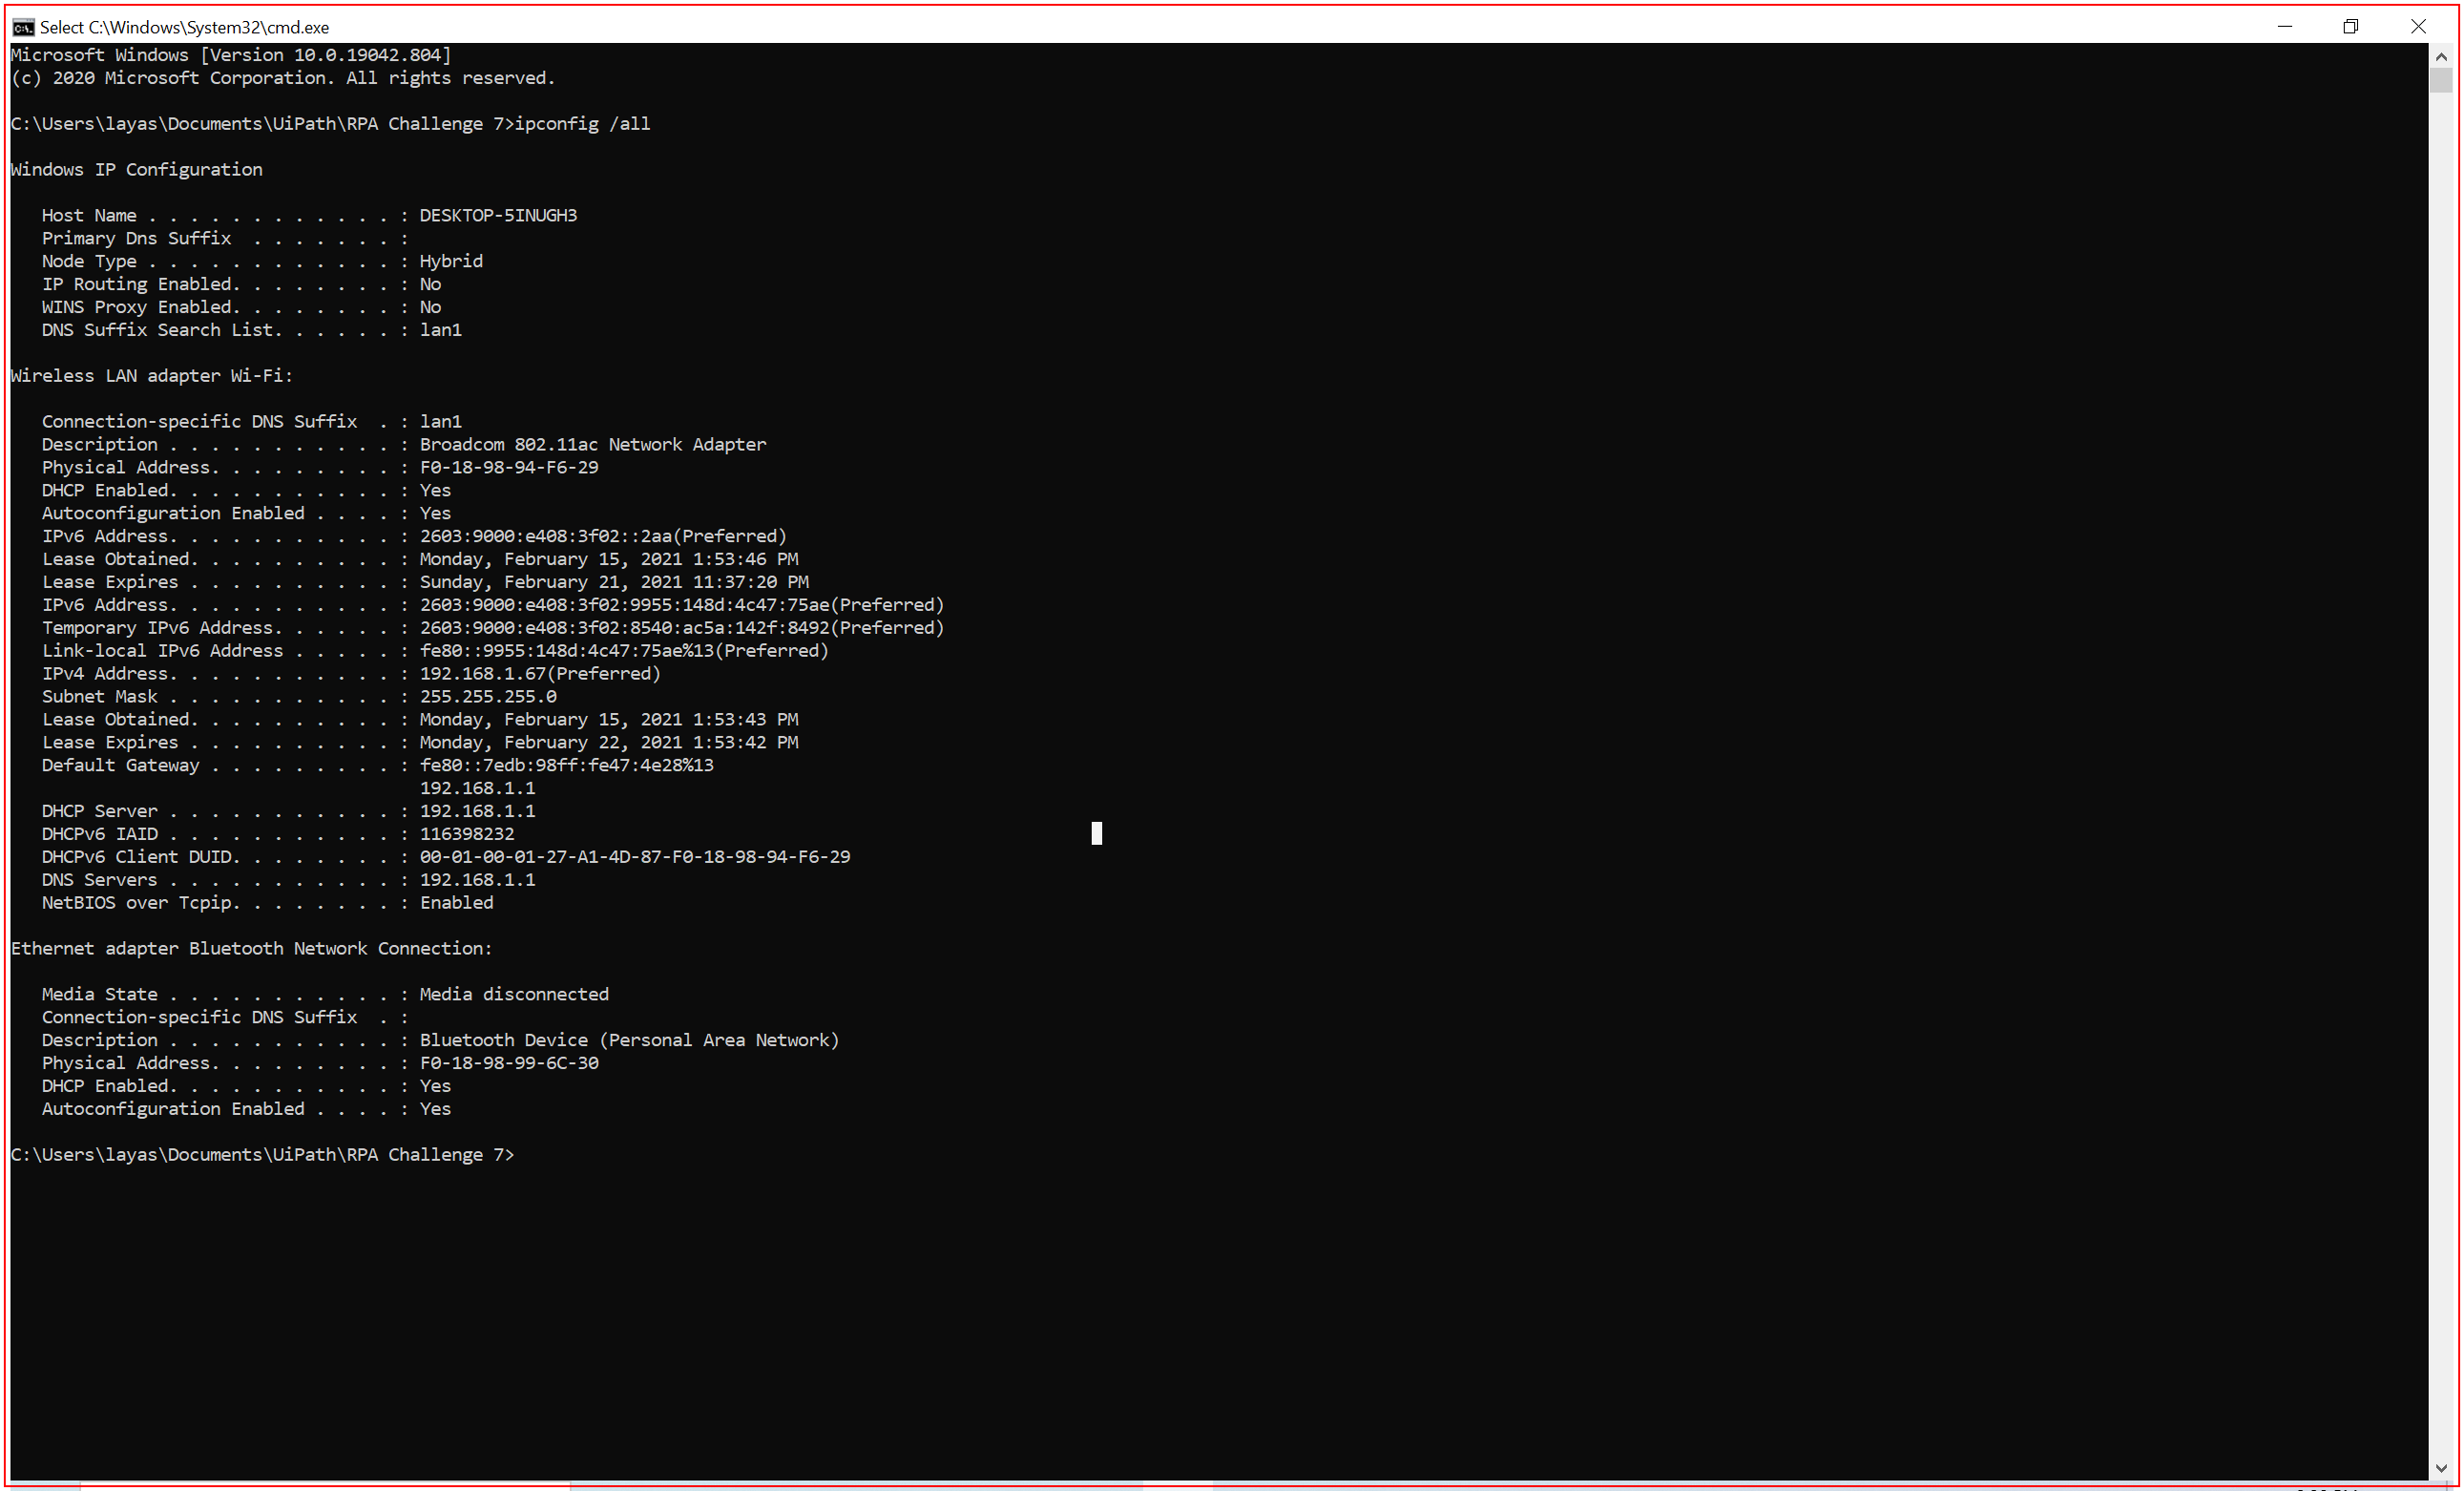 Select C:\Windows\System32\cmd.exe
Microsoft Windows [Version 10.0.19042.804]
(c) 2020 Microsoft Corporation. All rights reserved.
C:\Users\layas\Documents\UiPath\RPA Challenge 7>ipconfig /all
Windows IP Configuration
Host Name . . . . . . . . . . . . : DESKTOP-5INUGH3
Primary Dns Suffix  . . . . . . . :
Node Type . . . . . . . . . . . . : Hybrid
IP Routing Enabled. . . . . . . . : No
WINS Proxy Enabled. . . . . . . . : No
DNS Suffix Search List. . . . . . : lan1
Wireless LAN adapter Wi-Fi:
Connection-specific DNS Suffix  . : lan1
Description . . . . . . . . . . . : Broadcom 802.11ac Network Adapter
Physical Address. . . . . . . . . : F0-18-98-94-F6-29
DHCP Enabled. . . . . . . . . . . : Yes
Autoconfiguration Enabled . . . . : Yes
IPv6 Address. . . . . . . . . . . : 2603:9000:e408:3f02::2aa(Preferred)
Lease Obtained. . . . . . . . . . : Monday, February 15, 2021 1:53:46 PM
Lease Expires . . . . . . . . . . : Sunday, February 21, 2021 11:37:20 PM
IPv6 Address. . . . . . . . . . . : 2603:9000:e408:3f02:9955:148d:4c47:75ae(Preferred)
Temporary IPv6 Address. . . . . . : 2603:9000:e408:3f02:8540:ac5a:142f:8492(Preferred)
Link-local IPv6 Address . . . . . : fe80::9955:148d:4c47:75ae%13(Preferred)
IPv4 Address. . . . . . . . . . . : 192.168.1.67(Preferred)
Subnet Mask . . . . . . . . . . . : 255.255.255.0
Lease Obtained. . . . . . . . . . : Monday, February 15, 2021 1:53:43 PM
Lease Expires . . . . . . . . . . : Monday, February 22, 2021 1:53:42 PM
Default Gateway . . . . . . . . . : fe80::7edb:98ff:fe47:4e28%13
192.168.1.1
DHCP Server . . . . . . . . . . . : 192.168.1.1
DHCPv6 IAID . . . . . . . . . . . : 116398232
DHCPv6 Client DUID. . . . . . . . : 00-01-00-01-27-A1-4D-87-F0-18-98-94-F6-29
DNS Servers . . . . . . . . . . . : 192.168.1.1
NetBIOS over Tcpip. . . . . . . . : Enabled
Ethernet adapter Bluetooth Network Connection:
Media State . . . . . . . . . . . : Media disconnected
Connection-specific DNS Suffix  . :
Description . . . . . . . . . . . : Bluetooth Device (Personal Area Network)
Physical Address. . . . . . . . . : F0-18-98-99-6C-30
DHCP Enabled. . . . . . . . . . . : Yes
Autoconfiguration Enabled . . . . : Yes
C:\Users\layas\Documents\UiPath\RPA Challenge 7>